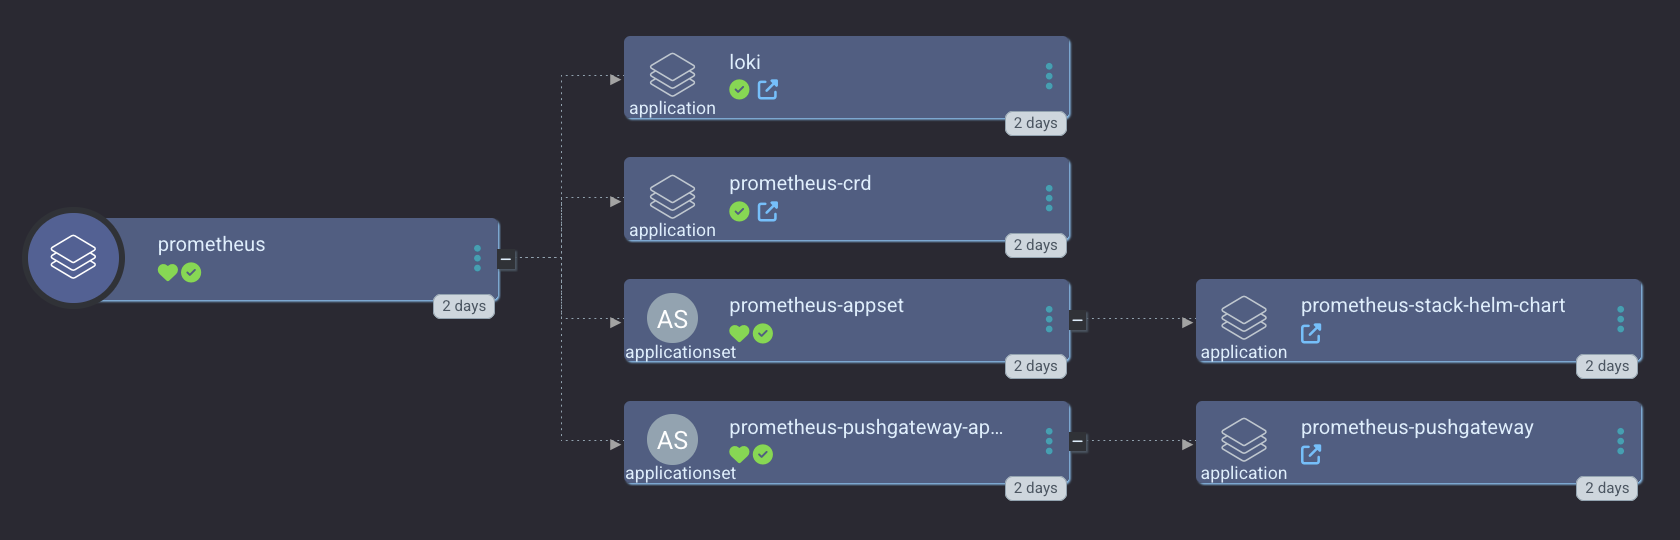 prometheus
2 days
loki
application
2 days
prometheus-crd
application
2 days
AS
prometheus-appset
applicationset
2 days
prometheus-stack-helm-chart
application
2 days
AS
prometheus-pushgateway-ap...
applicationset
2 days
prometheus-pushgateway
application
2 days